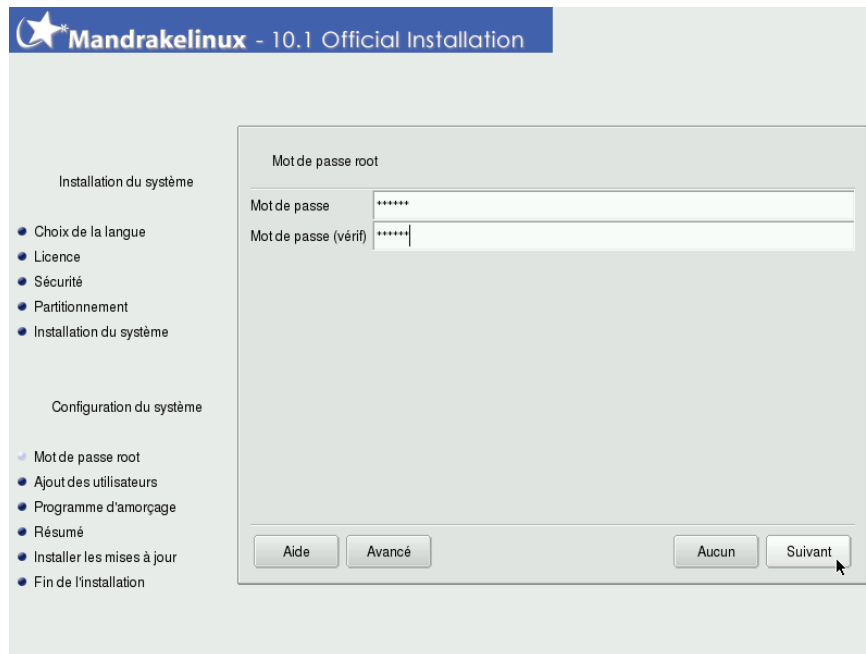 Mandrakelinux - 10.1 Official Installation
Installation du système
Choix de la langue
Licence
Sécurité
Partitionnement
Installation du système
Configuration du système
Mot de passe root
Ajout des utilisateurs
Programme d'amorçage
Résumé
Installer les mises à jour
Fin de l'installation
Mot de passe root
Mot de passe ******
Mot de passe (vérif) ******
Aide
Avancé
Aucun
Suivant